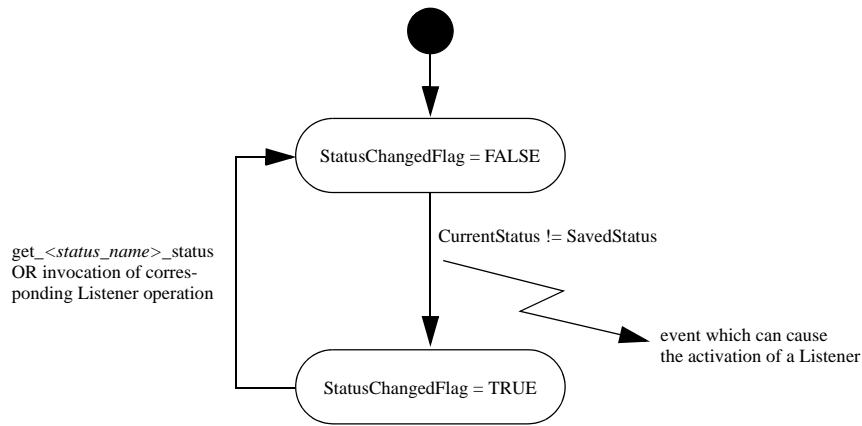 StatusChangedFlag = FALSE
CurrentStatus != SavedStatus
get_<status_name>_status
OR invocation of corres-
ponding Listener operation
event which can cause
the activation of a Listener
StatusChangedFlag = TRUE